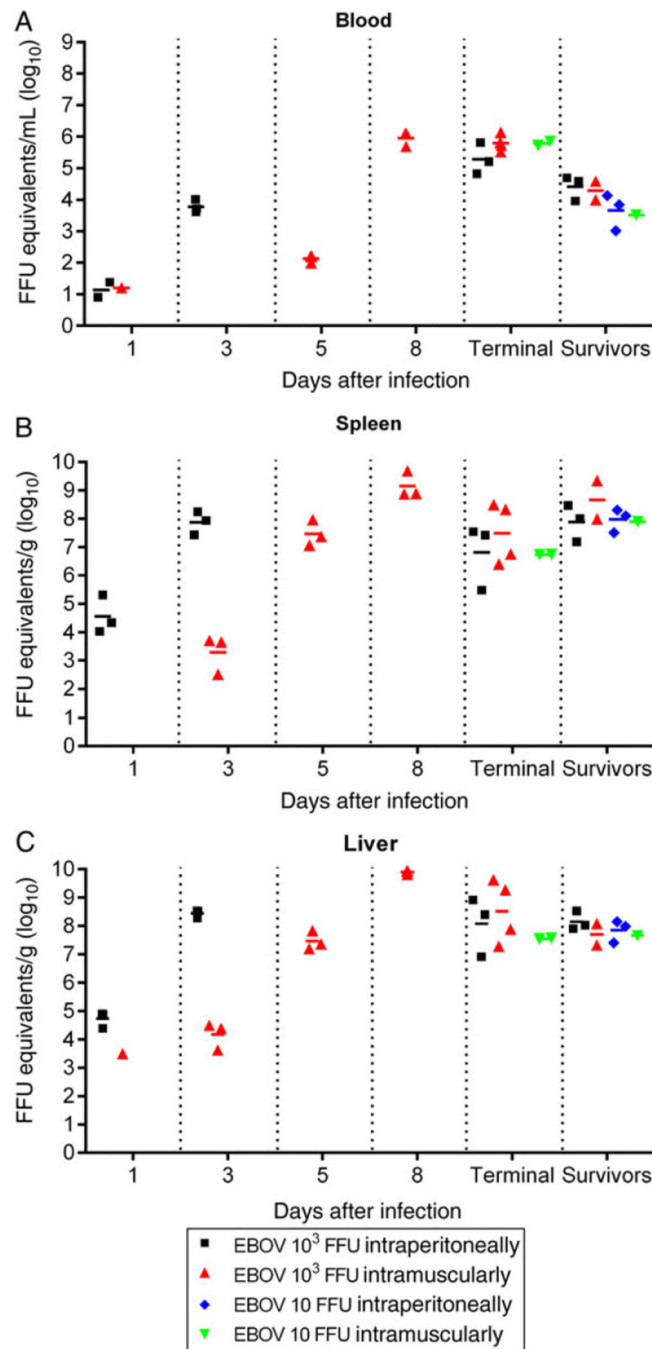 A
Blood
FFU equivalents/mL (log10)
9
8
7
6
5
4
3
2
1
0
1 3 5 8 Terminal Survivors
Days after infection
B
Spleen
FFU equivalents/g (log10)
10
9
8
7
6
5
4
3
2
1
0
1 3 5 8 Terminal Survivors
Days after infection
C
Liver
FFU equivalents/g (log10)
10
9
8
7
6
5
4
3
2
1
0
1 3 5 8 Terminal Survivors
Days after infection
EBOV 10³ FFU intraperitoneally
EBOV 10³ FFU intramuscularly
EBOV 10 FFU intraperitoneally
EBOV 10 FFU intramuscularly